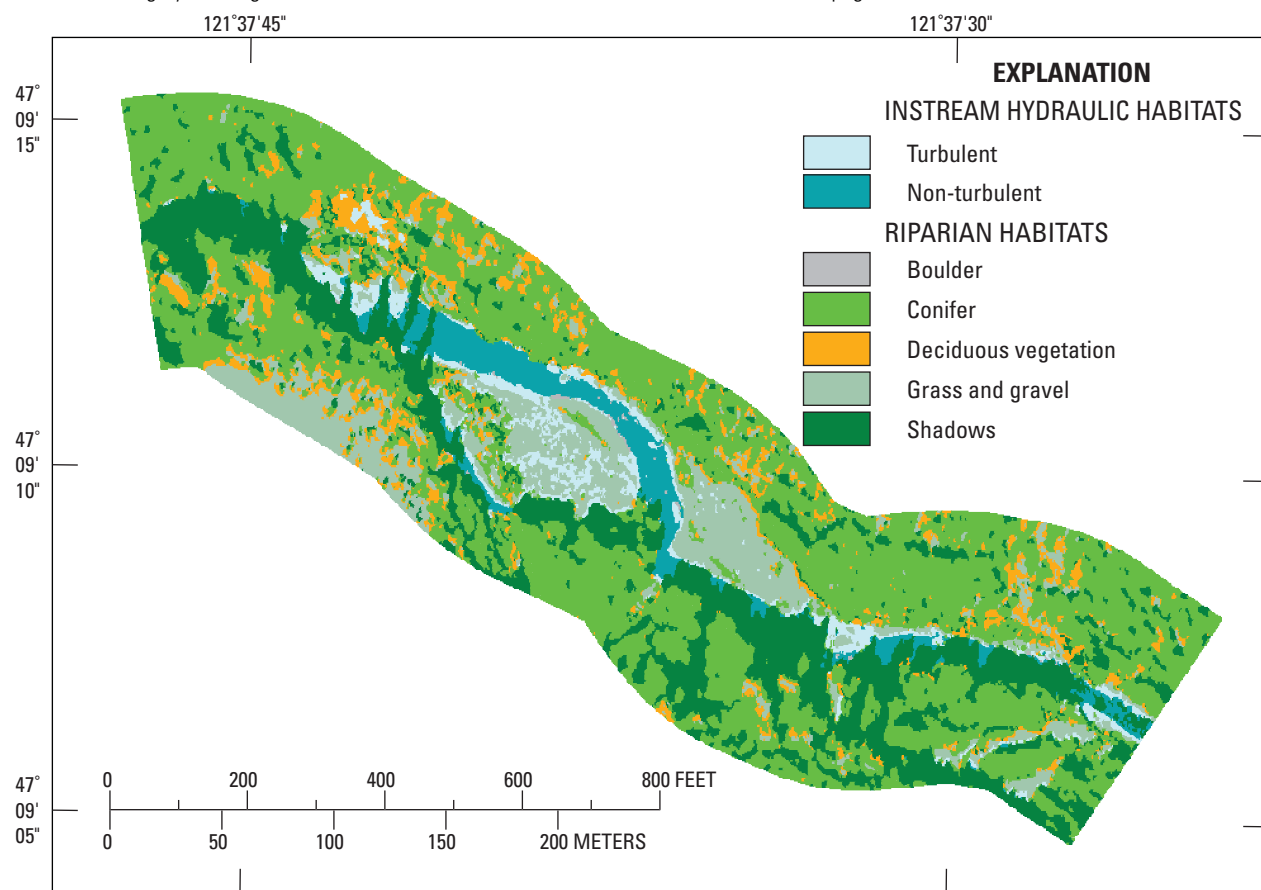 121°37'45" 121°37'30"
47°
09'
15"
EXPLANATION
INSTREAM HYDRAULIC HABITATS
Turbulent
Non-turbulent
RIPARIAN HABITATS
Boulder
Conifer
Deciduous vegetation
Grass and gravel
Shadows
47°
09'
10"
47°
09'
05"
0 200 400 600 800 FEET
0 50 100 150 200 METERS